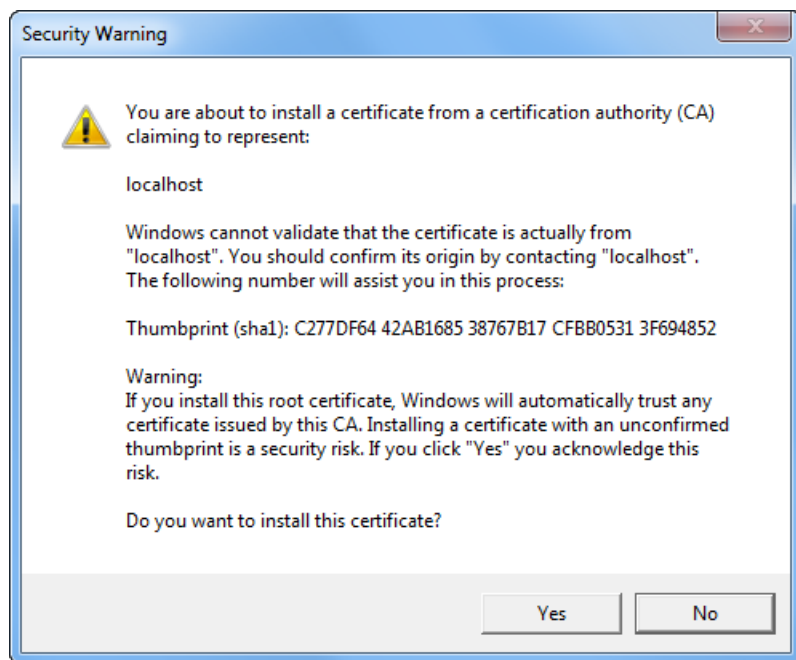 Security Warning
You are about to install a certificate from a certification authority (CA)
claiming to represent:
localhost
Windows cannot validate that the certificate is actually from
"localhost". You should confirm its origin by contacting "localhost".
The following number will assist you in this process:
Thumbprint (sha1): C277DF64 42AB1685 38767B17 CFBB0531 3F694852
Warning:
If you install this root certificate, Windows will automatically trust any
certificate issued by this CA. Installing a certificate with an unconfirmed
thumbprint is a security risk. If you click "Yes" you acknowledge this
risk.
Do you want to install this certificate?
Yes
No